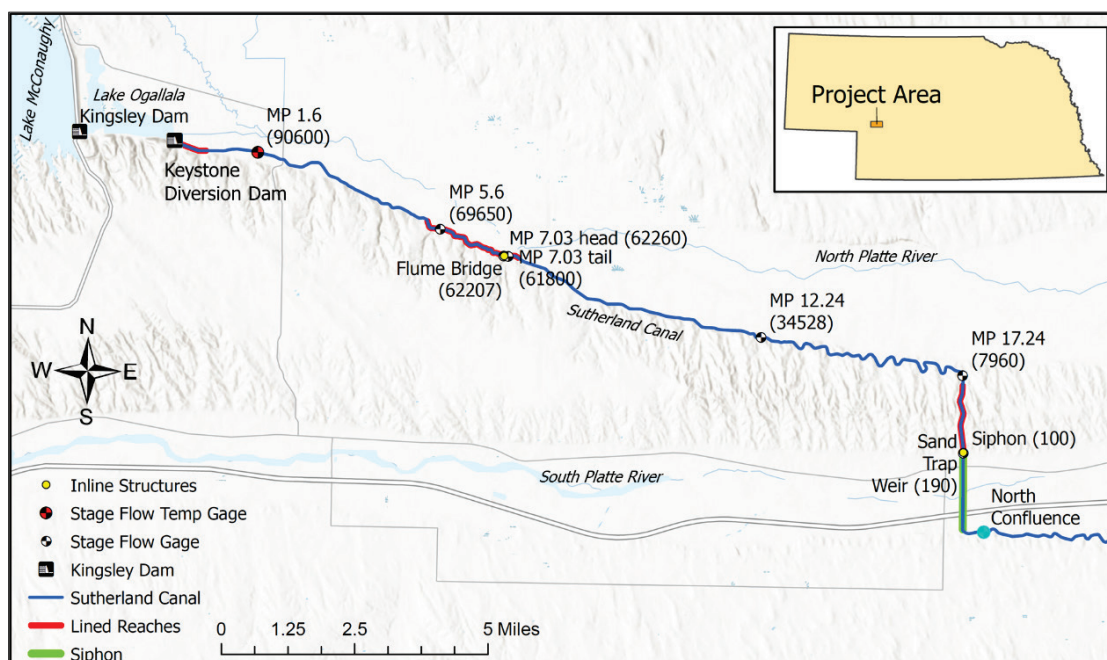 Lake McConaughy
Lake Ogallala
Kingsley Dam
MP 1.6
(90600)
Keystone
Diversion Dam
MP 5.6
(69650)
MP 7.03 head (62260)
MP 7.03 tail
(61800)
Flume Bridge
(62207)
North Platte River
Sutherland Canal
MP 12.24
(34528)
MP 17.24
(7960)
Project Area
N
W
E
S
Sand
Trap
Weir (190)
Siphon (100)
South Platte River
North
Confluence
Inline Structures
Stage Flow Temp Gage
Stage Flow Gage
Kingsley Dam
Sutherland Canal
Lined Reaches
Siphon
0 1.25 2.5 5 Miles